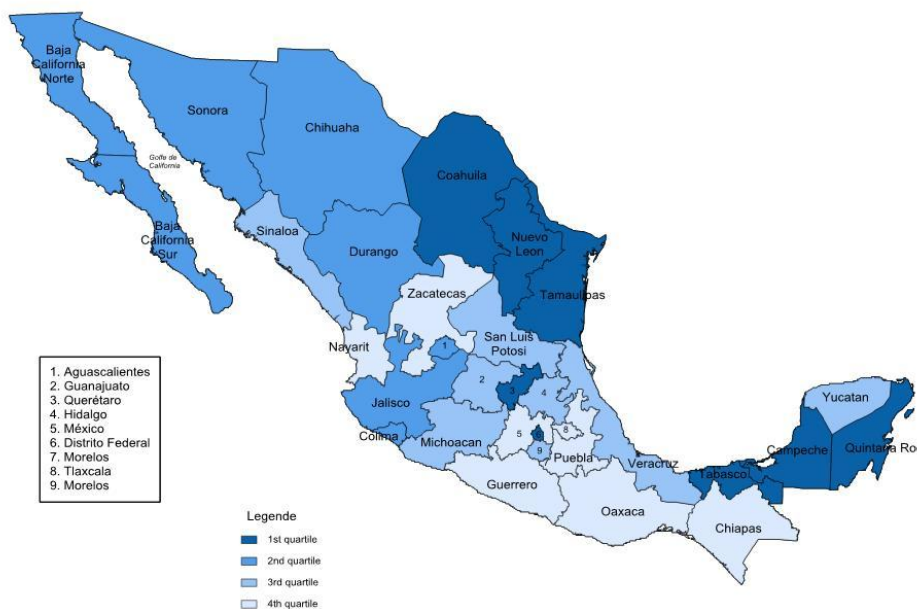 Baja
California
Norte
Sonora
Chihuaha
Coahuila
Golfe de
California
Nuevo
Leon
Sinaloa
Baja
California
Sur
Durango
Tamaulipas
Zacatecas
San Luis
Potosi
Nayarit
1
2
3
4
Jalisco
Colima
Michoacan
5
6
8
9
Puebla
Veracruz
Yucatan
Campeche
Quintana Ro
Tabasco
Guerrero
Oaxaca
Chiapas
1. Aguascalientes
2. Guanajuato
3. Querétaro
4. Hidalgo
5. México
6. Distrito Federal
7. Morelos
8. Tlaxcala
9. Morelos
Legende
1st quartile
2nd quartile
3rd quartile
4th quartile